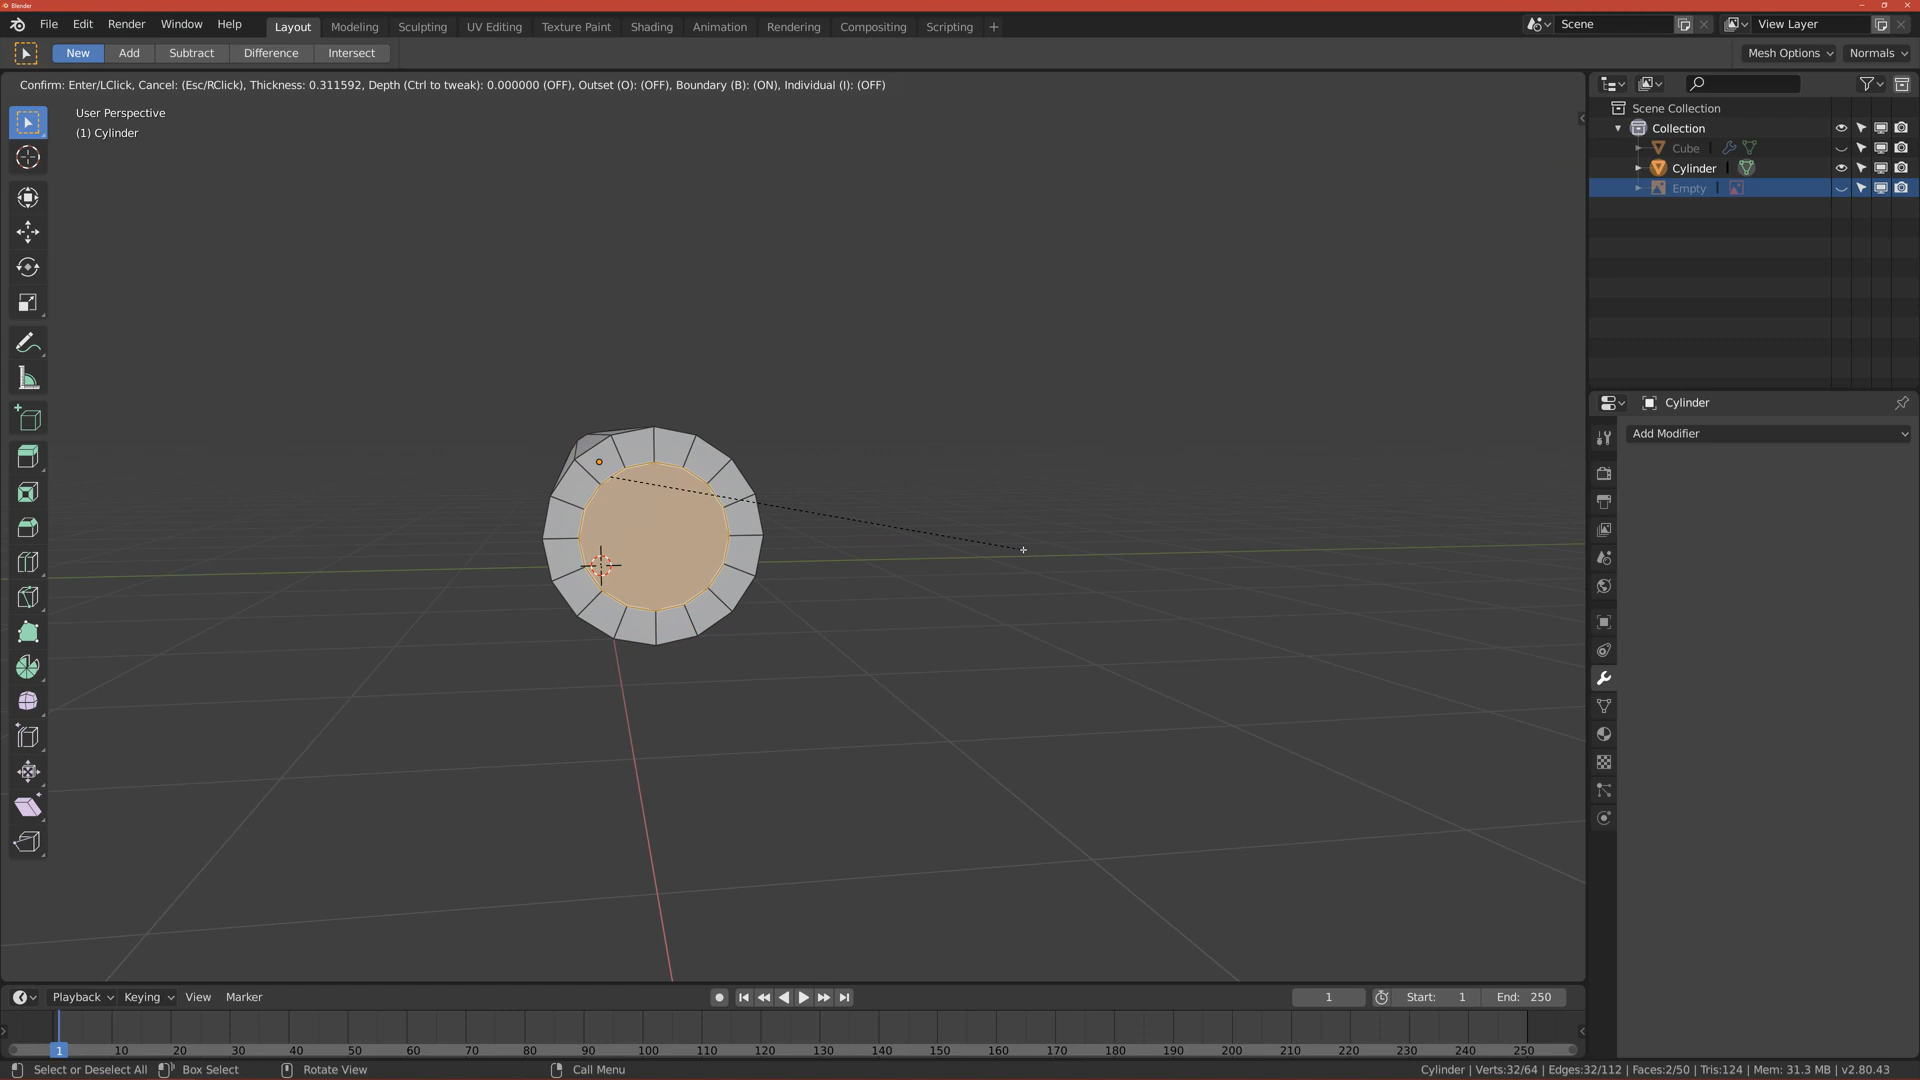 Blender
File Edit Render Window Help Layout Modeling Sculpting UV Editing Texture Paint Shading Animation Rendering Compositing Scripting Scene View Layer
New Add Subtract Difference Intersect Mesh Options Normals
Confirm: Enter/LClick, Cancel: (Esc/RClick), Thickness: 0.311592, Depth (Ctrl to tweak): 0.000000 (OFF), Outset (O): (OFF), Boundary (B): (ON), Individual (I): (OFF)
User Perspective
(1) Cylinder
Scene Collection
Collection
Cube
Cylinder
Empty
Cylinder
Add Modifier
Playback Keying View Marker 1 Start: 1 End: 250
1 10 20 30 40 50 60 70 80 90 100 110 120 130 140 150 160 170 180 190 200 210 220 230 240 250
Select or Deselect All Box Select Rotate View Call Menu Cylinder | Verts:32/64 | Edges:32/112 | Faces:2/50 | Tris:124 | Mem: 31.3 MB | v2.80.43